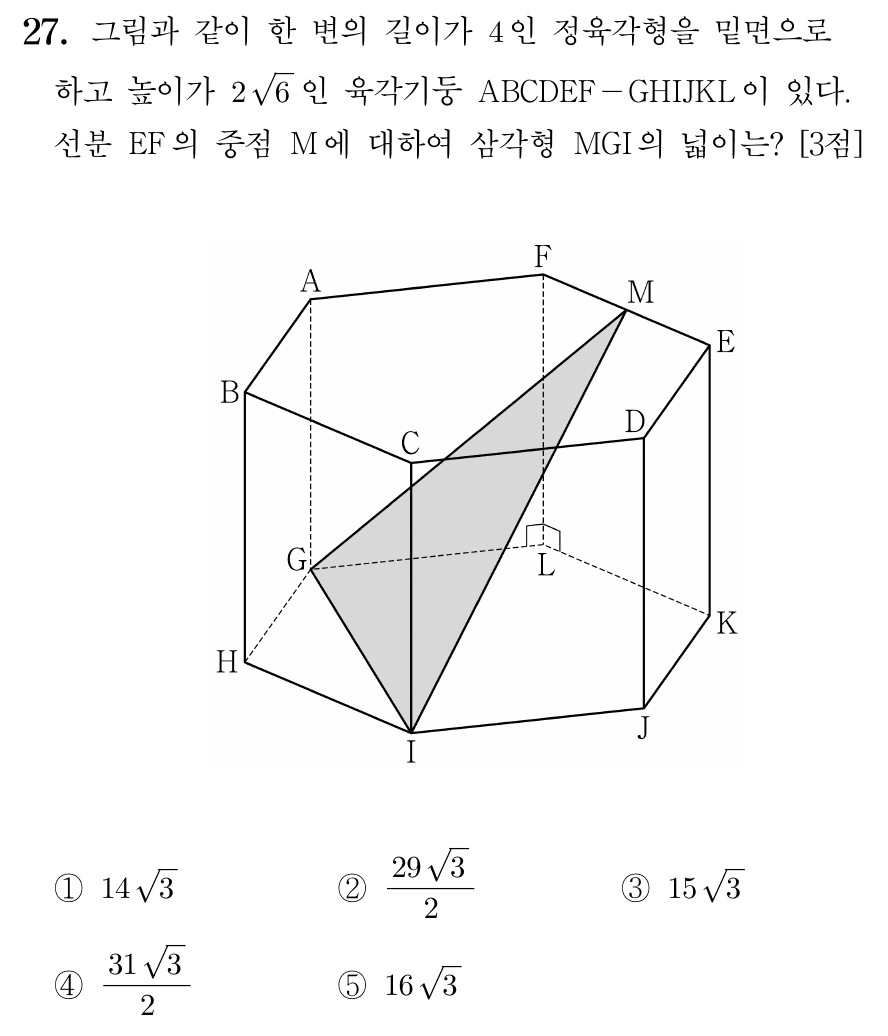 27. 그림과 같이 한 변의 길이가 4인 정육각형을 밑면으로
하고 높이가 2√6 인 육각기둥 ABCDEF-GHIJKL이 있다.
선분 EF의 중점 M에 대하여 삼각형 MGI의 넓이는? [3점]
F
A
M
E
B
D
C
G
L
K
H
J
I
① 14√3 ② 29√3/2 ③ 15√3
④ 31√3/2 ⑤ 16√3